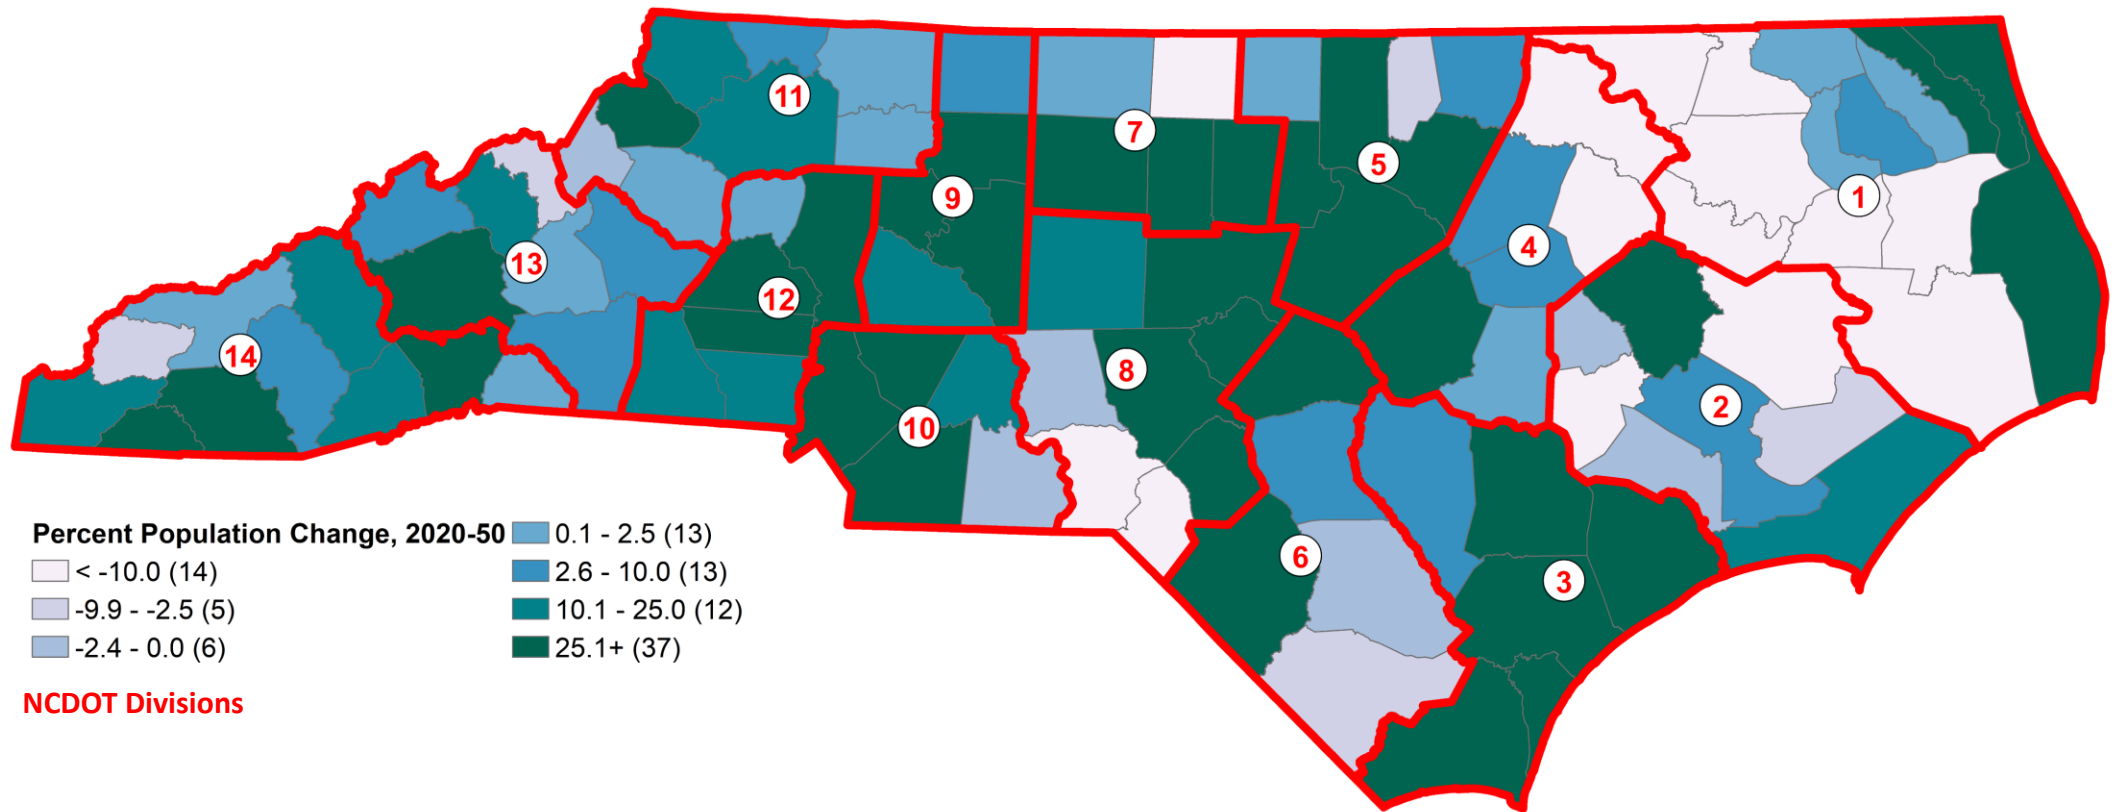 11
7
5
1
9
4
13
12
14
8
2
10
6
3
Percent Population Change, 2020-50
< -10.0 (14)
-9.9 - -2.5 (5)
-2.4 - 0.0 (6)
0.1 - 2.5 (13)
2.6 - 10.0 (13)
10.1 - 25.0 (12)
25.1+ (37)
NCDOT Divisions